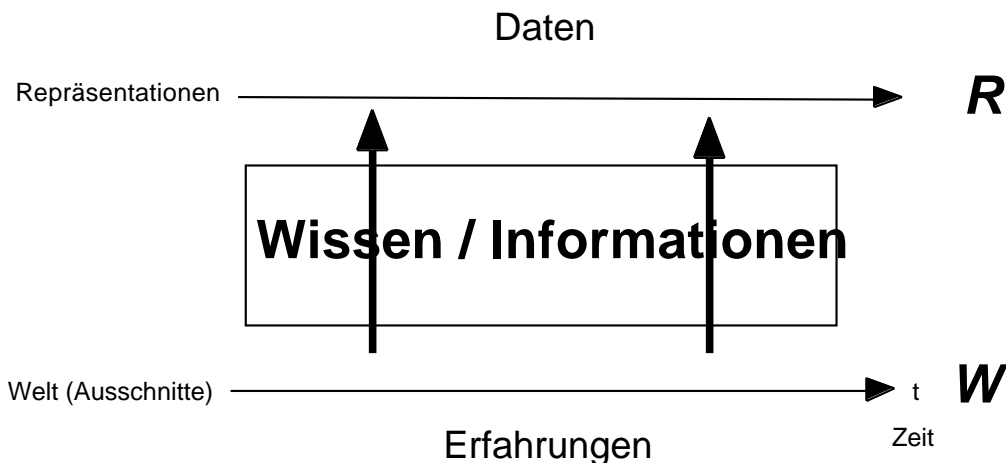 Daten
Repräsentationen
R
Wissen / Informationen
Welt (Ausschnitte)
t
W
Erfahrungen
Zeit